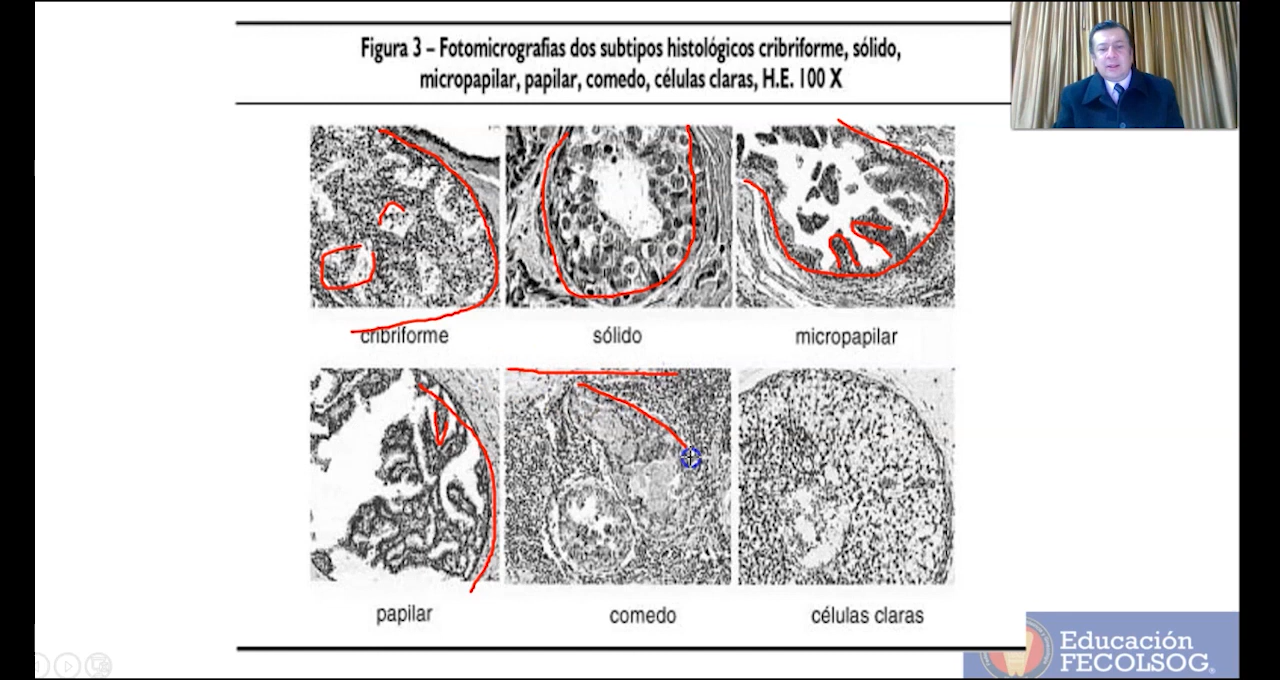 Figura 3 – Fotomicrografias dos subtipos histológicos cribriforme, sólido,
micropapilar, papilar, comedo, células claras, H.E. 100 X
cribriforme
sólido
micropapilar
papilar
comedo
células claras
Educación
FECOLSOG